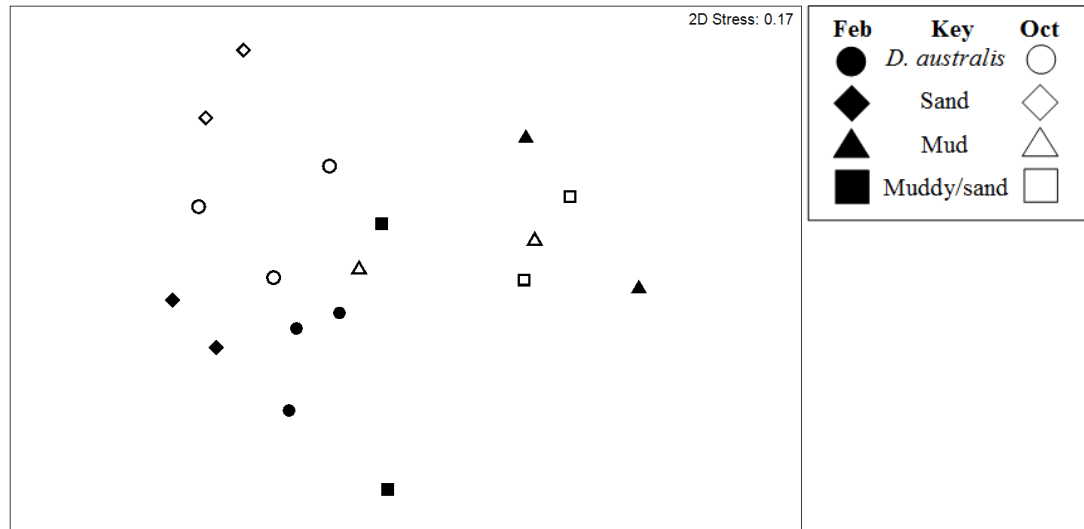 2D Stress: 0.17
Feb Key Oct
D. australis
Sand
Mud
Muddy/sand